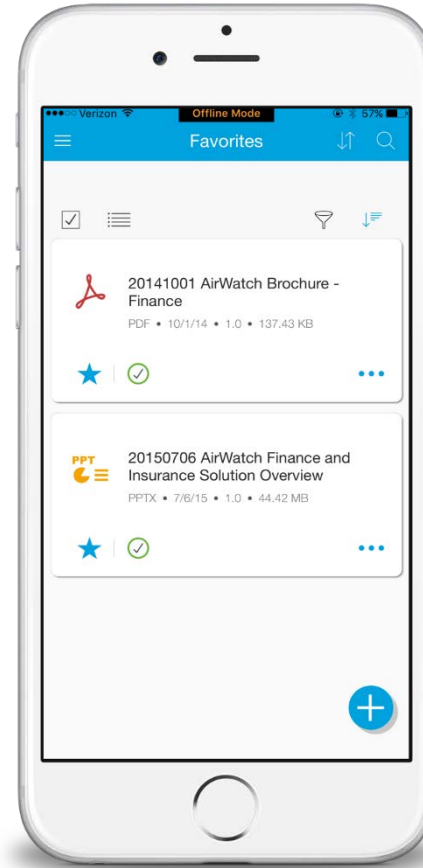 Verizon Offline Mode 57%
Favorites
20141001 AirWatch Brochure -
Finance
PDF • 10/1/14 • 1.0 • 137.43 KB
PPT
20150706 AirWatch Finance and
Insurance Solution Overview
PPTX • 7/6/15 • 1.0 • 44.42 MB